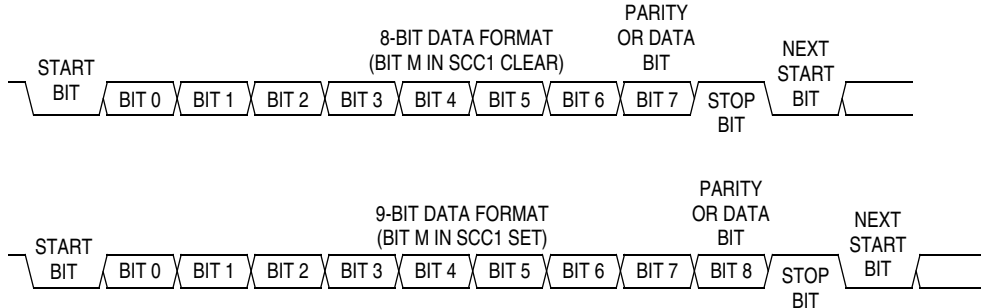 8-BIT DATA FORMAT
(BIT M IN SCC1 CLEAR)
PARITY
OR DATA
BIT
START
BIT
BIT 0
BIT 1
BIT 2
BIT 3
BIT 4
BIT 5
BIT 6
BIT 7
STOP
BIT
NEXT
START
BIT
9-BIT DATA FORMAT
(BIT M IN SCC1 SET)
PARITY
OR DATA
BIT
START
BIT
BIT 0
BIT 1
BIT 2
BIT 3
BIT 4
BIT 5
BIT 6
BIT 7
BIT 8
STOP
BIT
NEXT
START
BIT